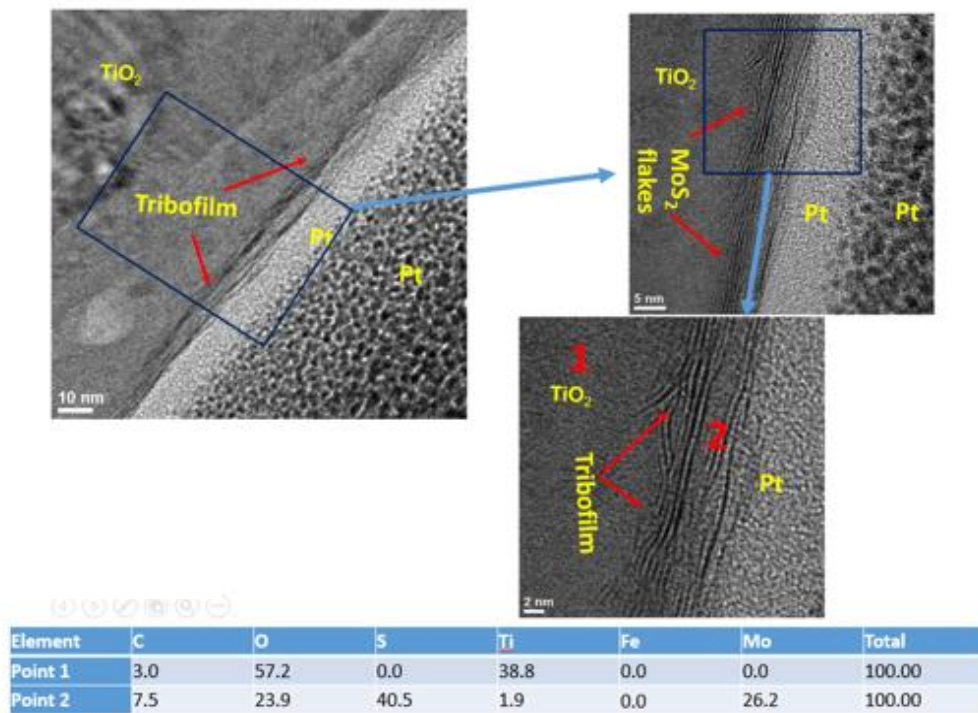 TiO₂
Tribofilm
Pt
Pt
10 nm
TiO₂
MoS₂
flakes
Pt
Pt
5 nm
1
TiO₂
2
Tribofilm
Pt
2 nm
Element C O S Ti Fe Mo Total
Point 1 3.0 57.2 0.0 38.8 0.0 0.0 100.00
Point 2 7.5 23.9 40.5 1.9 0.0 26.2 100.00